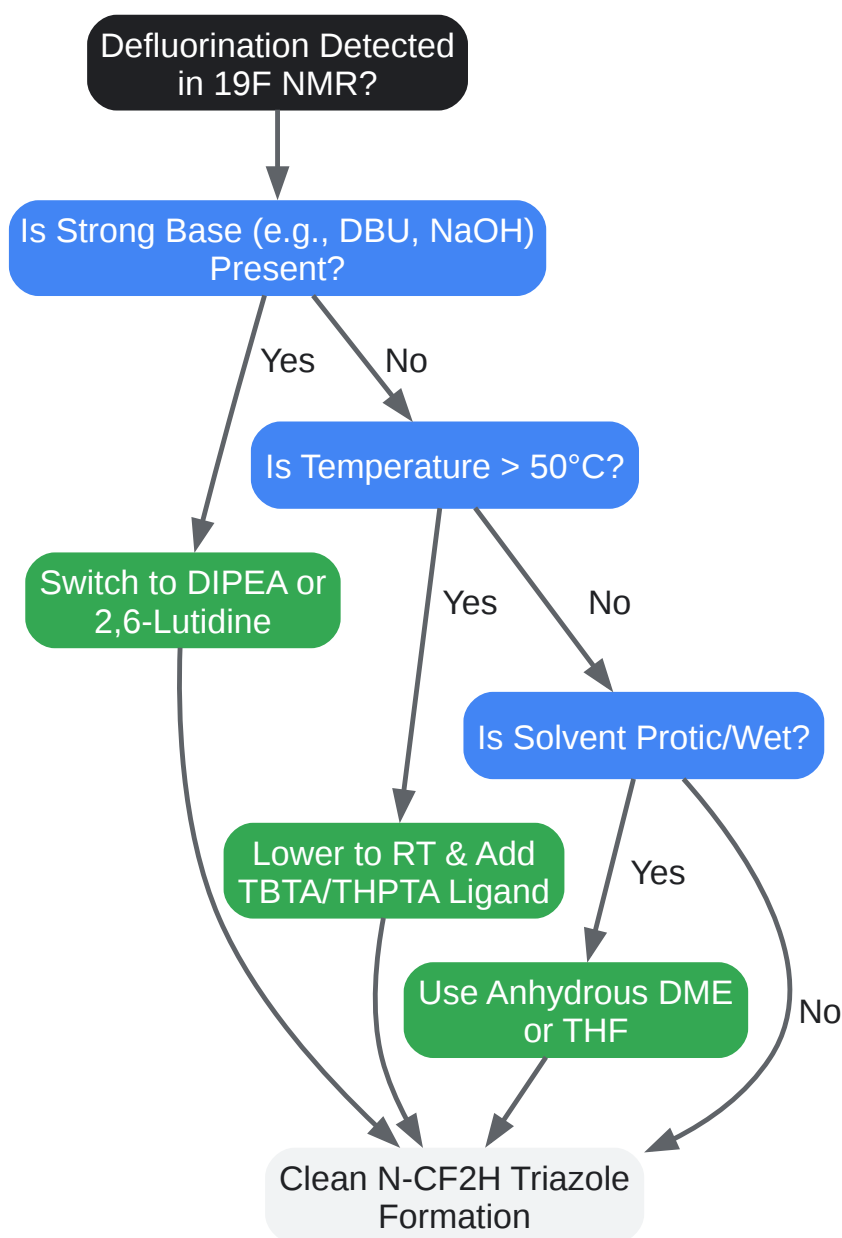 Defluorination Detected
in 19F NMR?
Is Strong Base (e.g., DBU, NaOH)
Present?
Yes
No
Is Temperature > 50°C?
Switch to DIPEA or
2,6-Lutidine
Yes
No
Is Solvent Protic/Wet?
Lower to RT & Add
TBTA/THPTA Ligand
Yes
Use Anhydrous DME
or THF
No
Clean N-CF2H Triazole
Formation